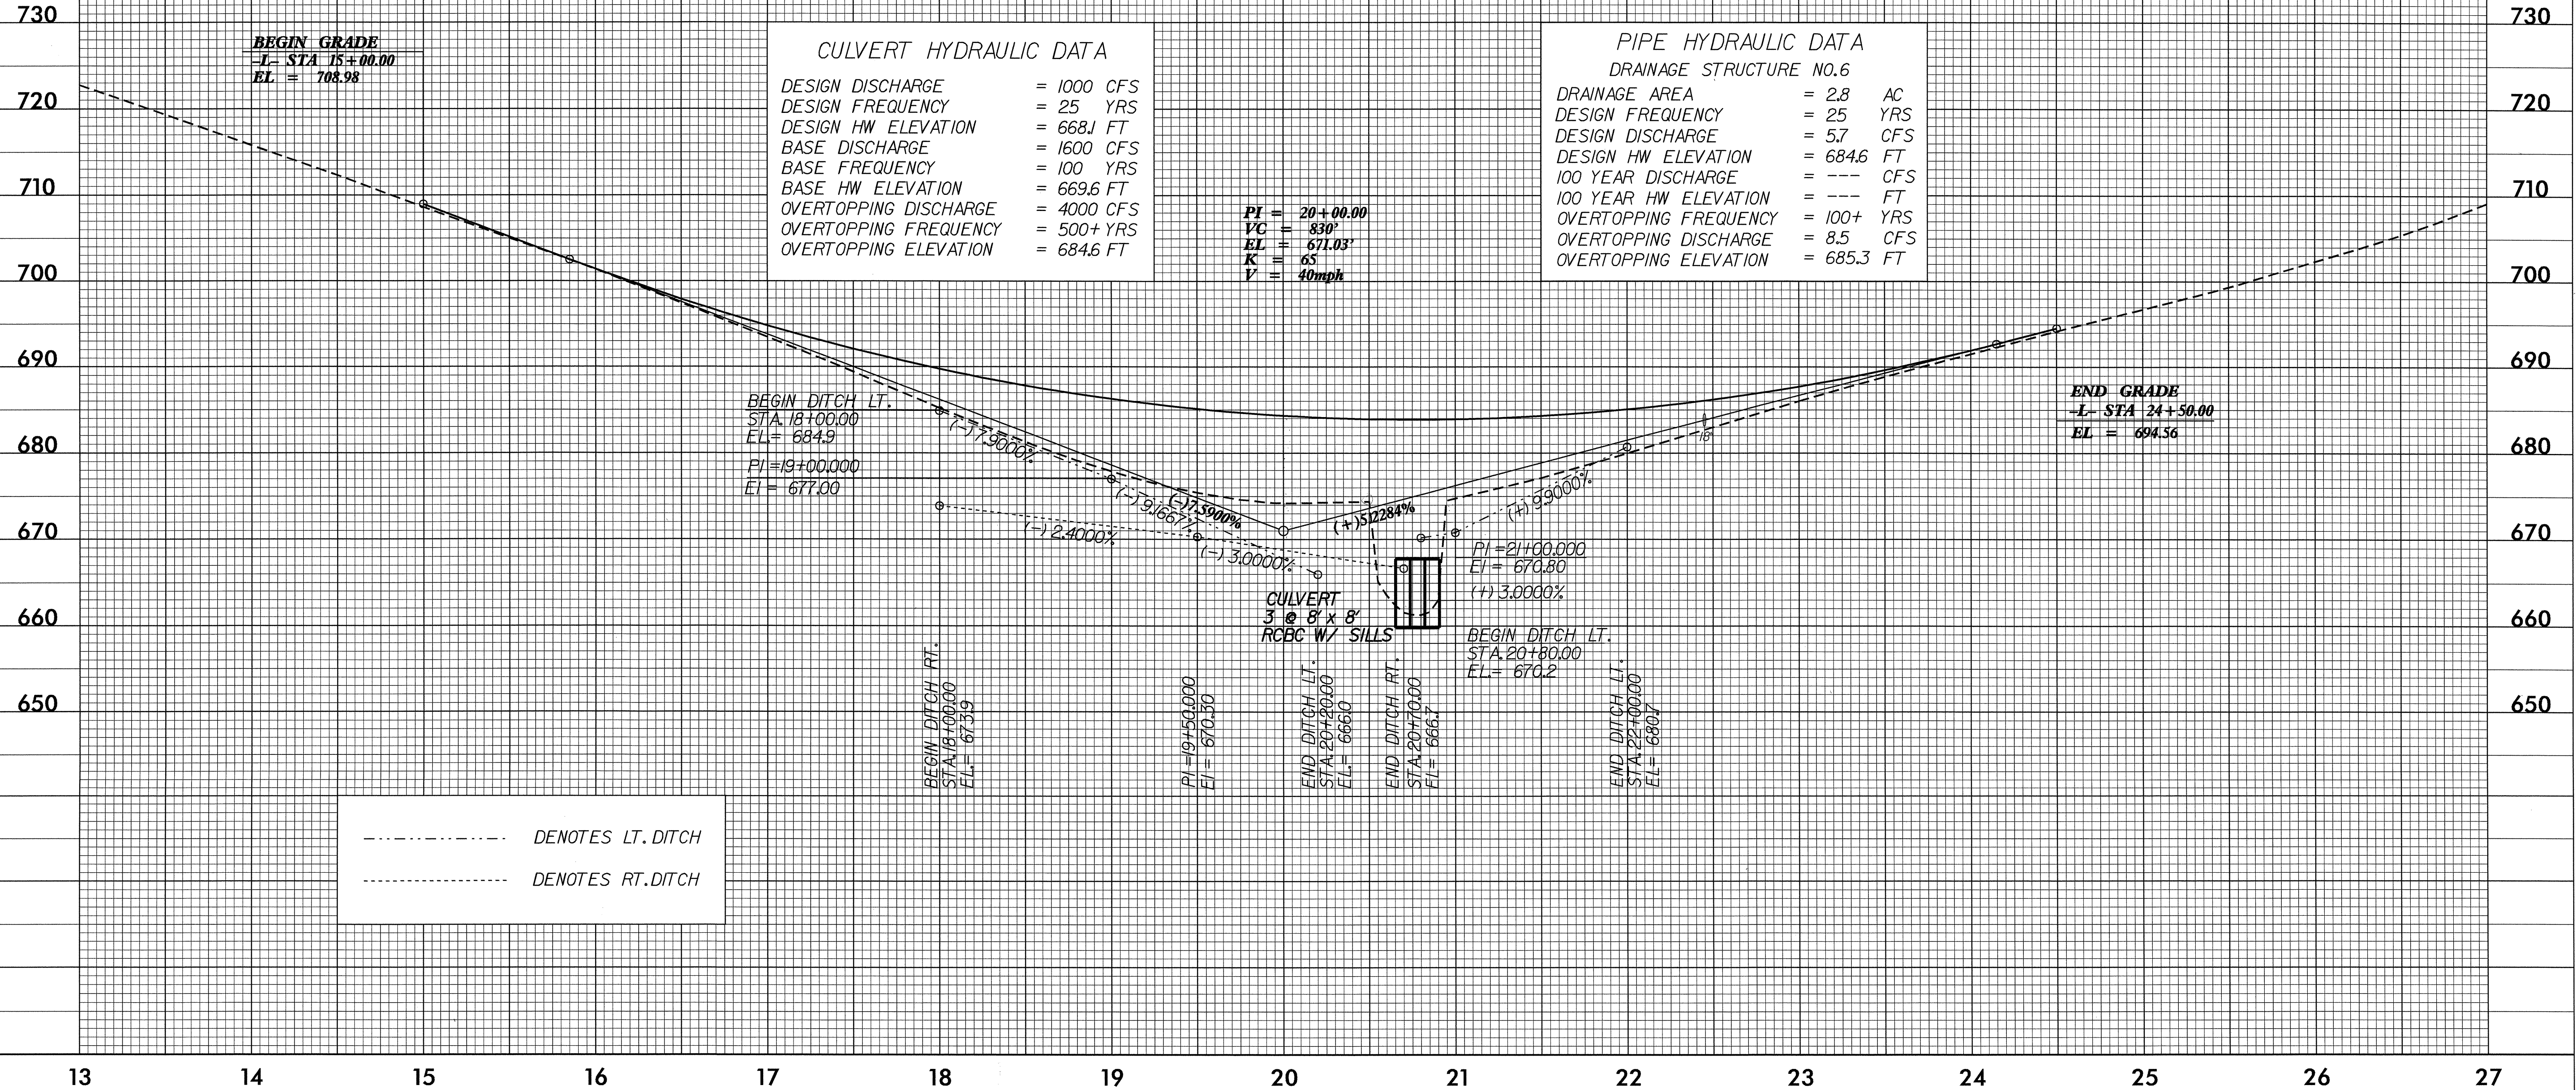 730
720
710
700
690
680
670
660
650
BEGIN GRADE
-L- STA 15+00.00
EL = 708.98
CULVERT HYDRAULIC DATA
DESIGN DISCHARGE = 1000 CFS
DESIGN FREQUENCY = 25 YRS
DESIGN HW ELEVATION = 668.1 FT
BASE DISCHARGE = 1600 CFS
BASE FREQUENCY = 100 YRS
BASE HW ELEVATION = 669.6 FT
OVERTOPPING DISCHARGE = 4000 CFS
OVERTOPPING FREQUENCY = 500+ YRS
OVERTOPPING ELEVATION = 684.6 FT
PI = 20+00.00
VC = 830'
EL = 671.03'
K = 65
V = 40mph
PIPE HYDRAULIC DATA
DRAINAGE STRUCTURE NO.6
DRAINAGE AREA = 2.8 AC
DESIGN FREQUENCY = 25 YRS
DESIGN DISCHARGE = 5.7 CFS
DESIGN HW ELEVATION = 684.6 FT
100 YEAR DISCHARGE = --- CFS
100 YEAR HW ELEVATION = --- FT
OVERTOPPING FREQUENCY = 100+ YRS
OVERTOPPING DISCHARGE = 8.5 CFS
OVERTOPPING ELEVATION = 685.3 FT
730
720
710
700
690
680
670
660
650
BEGIN DITCH LT.
STA.18+00.00
EL.= 684.9
PI =19+00.000
El = 677.00
(-)7.9000%
(-)9.1667%
(-)7.5900%
(-)2.4000%
(-)3.0000%
(+)5.2284%
(+)9.9000%
18"
END GRADE
-L- STA 24+50.00
EL = 694.56
PI =21+00.000
El = 670.80
(+)3.0000%
CULVERT
3 @ 8' x 8'
RCBC W/ SILLS
BEGIN DITCH LT.
STA.20+80.00
EL.= 670.2
BEGIN DITCH RT.
STA.18+00.00
EL.= 673.9
PI =19+50.000
El = 670.30
END DITCH LT.
STA.20+20.00
EL.= 666.0
END DITCH RT.
STA.20+70.00
EL.= 666.7
END DITCH LT.
STA.22+00.00
EL.= 680.7
DENOTES LT.DITCH
DENOTES RT.DITCH
13 14 15 16 17 18 19 20 21 22 23 24 25 26 27